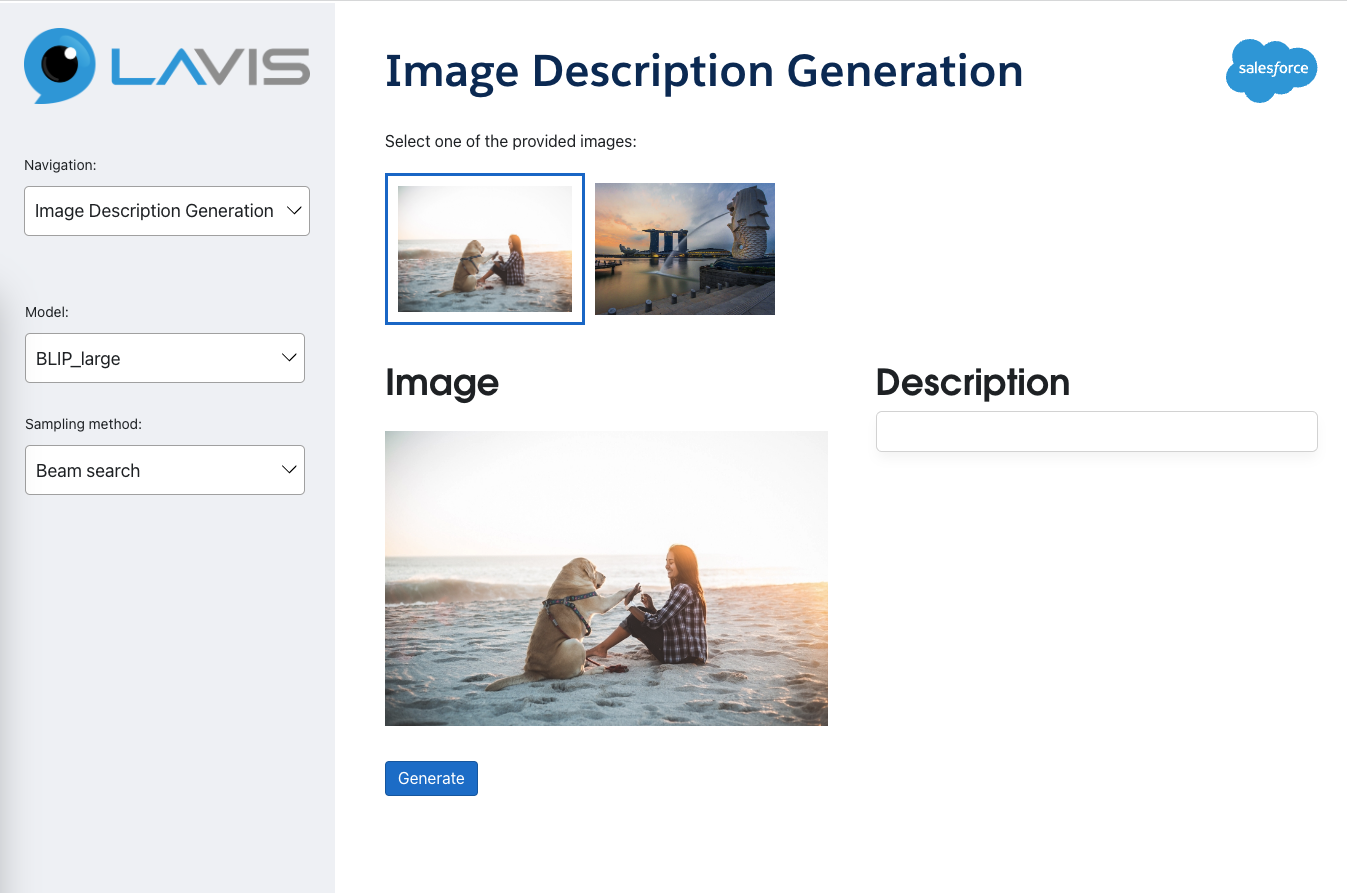 LAVIS
Navigation:
Image Description Generation
Model:
BLIP_large
Sampling method:
Beam search
Image Description Generation
salesforce
Select one of the provided images:
Image
Description
Generate